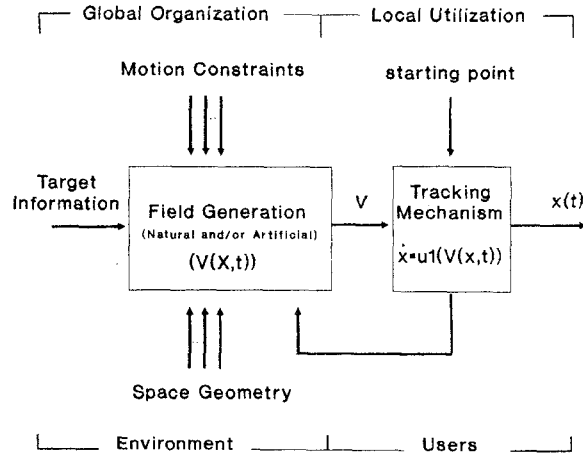 Global Organization
Local Utilization
Motion Constraints
starting point
Target
Information
Field Generation
(Natural and/or Artificial)
(V(X,t))
V
Tracking
Mechanism
ẋ=u1(V(x,t))
x(t)
Space Geometry
Environment
Users